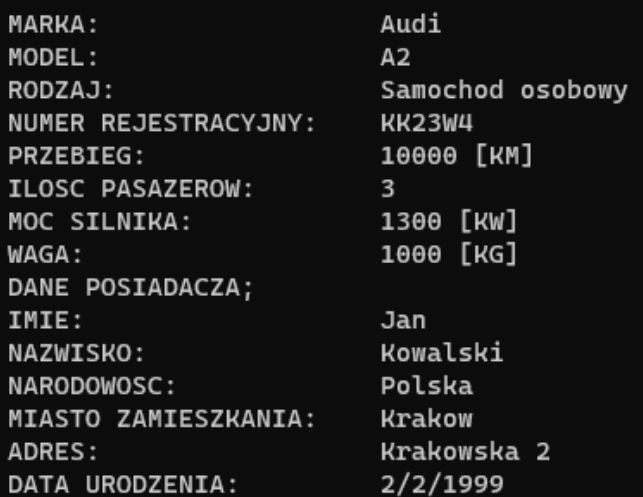 MARKA: Audi
MODEL: A2
RODZAJ: Samochod osobowy
NUMER REJESTRACYJNY: KK23W4
PRZEBIEG: 10000 [KM]
ILOSC PASAZEROW: 3
MOC SILNIKA: 1300 [KW]
WAGA: 1000 [KG]
DANE POSIADACZA;
IMIE: Jan
NAZWISKO: Kowalski
NARODOWOSC: Polska
MIASTO ZAMIESZKANIA: Krakow
ADRES: Krakowska 2
DATA URODZENIA: 2/2/1999